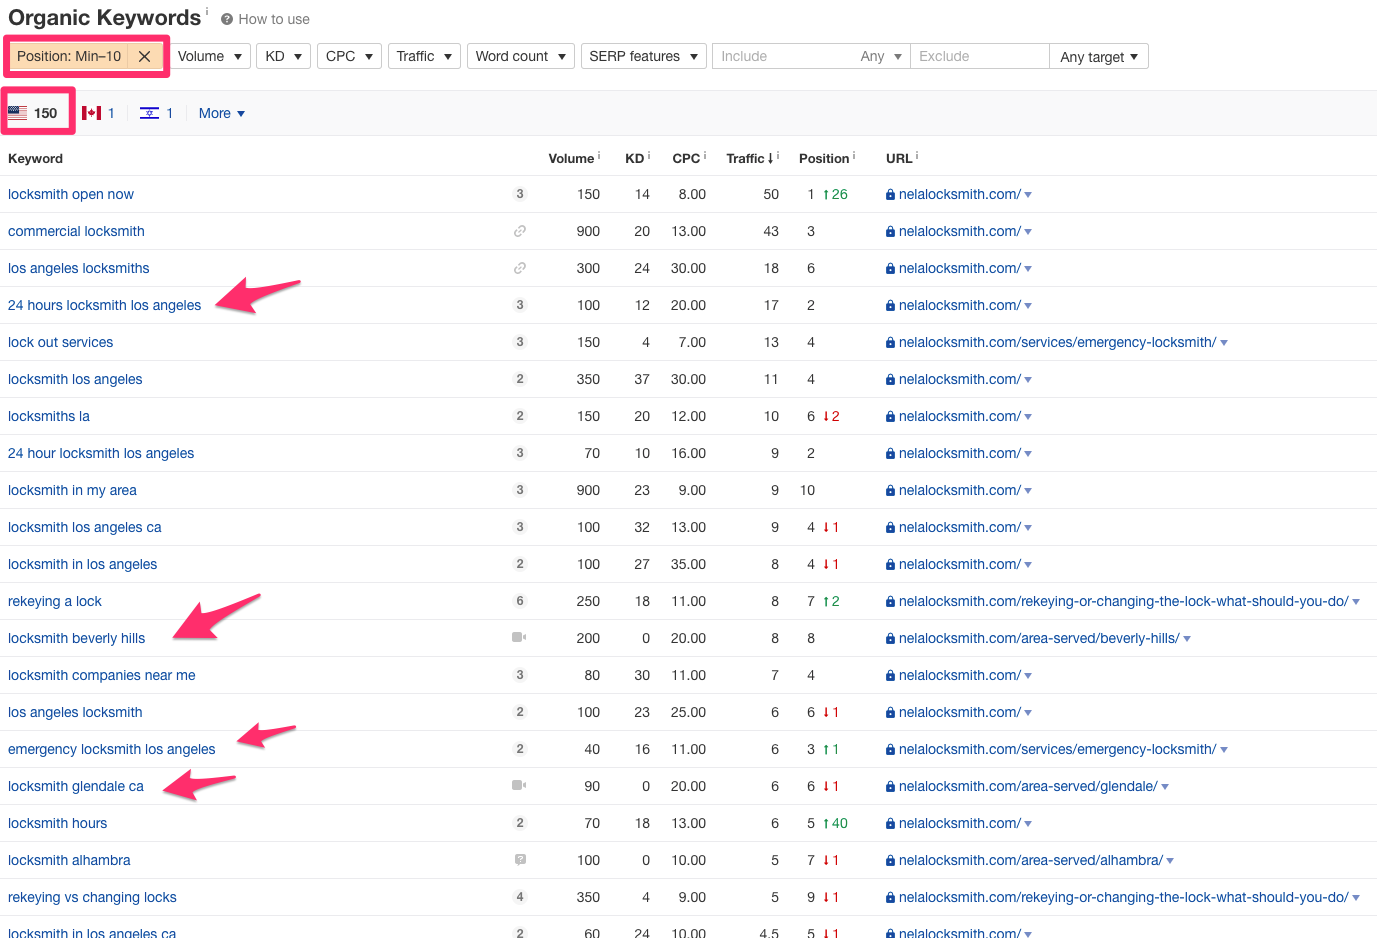 Organic Keywords i ? How to use
Position: Min–10 × Volume ▼ KD ▼ CPC ▼ Traffic ▼ Word count ▼ SERP features ▼ Include Any ▼ Exclude Any target ▼
150 1 1 More ▼
Keyword Volume i KD i CPC i Traffic ↓ i Position i URL i
locksmith open now 3 150 14 8.00 50 1 ↑26 nelalocksmith.com/ ▼
commercial locksmith 900 20 13.00 43 3 nelalocksmith.com/ ▼
los angeles locksmiths 300 24 30.00 18 6 nelalocksmith.com/ ▼
24 hours locksmith los angeles 3 100 12 20.00 17 2 nelalocksmith.com/ ▼
lock out services 3 150 4 7.00 13 4 nelalocksmith.com/services/emergency-locksmith/ ▼
locksmith los angeles 2 350 37 30.00 11 4 nelalocksmith.com/ ▼
locksmiths la 2 150 20 12.00 10 6 ↓2 nelalocksmith.com/ ▼
24 hour locksmith los angeles 3 70 10 16.00 9 2 nelalocksmith.com/ ▼
locksmith in my area 3 900 23 9.00 9 10 nelalocksmith.com/ ▼
locksmith los angeles ca 3 100 32 13.00 9 4 ↓1 nelalocksmith.com/ ▼
locksmith in los angeles 2 100 27 35.00 8 4 ↓1 nelalocksmith.com/ ▼
rekeying a lock 6 250 18 11.00 8 7 ↑2 nelalocksmith.com/rekeying-or-changing-the-lock-what-should-you-do/ ▼
locksmith beverly hills 200 0 20.00 8 8 nelalocksmith.com/area-served/beverly-hills/ ▼
locksmith companies near me 3 80 30 11.00 7 4 nelalocksmith.com/ ▼
los angeles locksmith 2 100 23 25.00 6 6 ↓1 nelalocksmith.com/ ▼
emergency locksmith los angeles 2 40 16 11.00 6 3 ↑1 nelalocksmith.com/services/emergency-locksmith/ ▼
locksmith glendale ca 90 0 20.00 6 6 ↓1 nelalocksmith.com/area-served/glendale/ ▼
locksmith hours 2 70 18 13.00 6 5 ↑40 nelalocksmith.com/ ▼
locksmith alhambra ? 100 0 10.00 5 7 ↓1 nelalocksmith.com/area-served/alhambra/ ▼
rekeying vs changing locks 4 350 4 9.00 5 9 ↓1 nelalocksmith.com/rekeying-or-changing-the-lock-what-should-you-do/ ▼
locksmith in los angeles ca 2 60 24 10.00 4.5 5 ↓1 nelalocksmith.com/ ▼